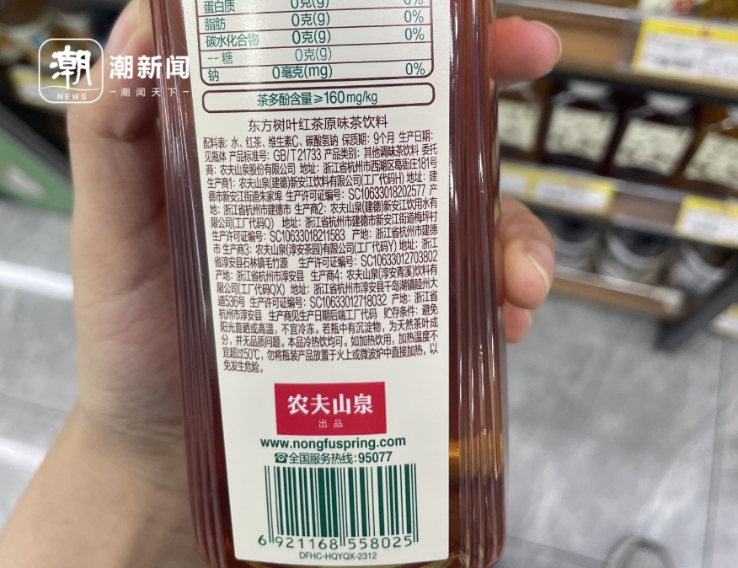 蛋白质 0克(g) 0%
脂肪 0克(g) 0%
碳水化合物 0克(g) 0%
--糖 0克(g)
钠 0毫克(mg) 0%
茶多酚含量≥160mg/kg
东方树叶红茶原味茶饮料
配料表：水、红茶、维生素C、碳酸氢钠 保质期：9个月 生产日期：
见瓶体 产品标准号：GB/T 21733 产品类别：其他调味茶饮料 委托
商：农夫山泉股份有限公司 地址：浙江省杭州市西湖区葛衙庄181号
生产商1：农夫山泉(建德)新安江饮料有限公司(工厂代码H) 地址：建
德市新安江街道朱家埠 生产许可证编号：SC10633018202577 产
地：浙江省杭州市建德市 生产商2：农夫山泉(建德)新安江饮用水有
限公司(工厂代码Q) 地址：浙江省杭州市建德市新安江街道梅坪村
生产许可证编号：SC10633018211583 产地：浙江省杭州市建德
市 生产商3：农夫山泉(淳安茶园)有限公司(工厂代码Y) 地址：浙江
省淳安县石林镇毛竹源 生产许可证编号：SC10633012703802
产地：浙江省杭州市淳安县 生产商4：农夫山泉(淳安青溪)饮料有
限公司(工厂代码QX) 地址：浙江省杭州市淳安县千岛湖镇睦州大
道536号 生产许可证编号：SC10633012718032 产地：浙江省
杭州市淳安县 生产商见生产日期后端工厂代码 贮存条件：避免
阳光直晒或高温，不宜冷冻。若瓶中有沉淀物，为天然茶叶成
分，并无品质问题。本品冷热饮均可。如加热饮用，加热温度不
宜超过50℃，勿将瓶装产品放置于火上或微波炉中直接加热，以
免发生危险。
农夫山泉
出品
www.nongfuspring.com
☎全国服务热线：95077
6 921168 558025
DFHC-HQYQX-2312
潮 潮新闻
NEWS 潮闻天下